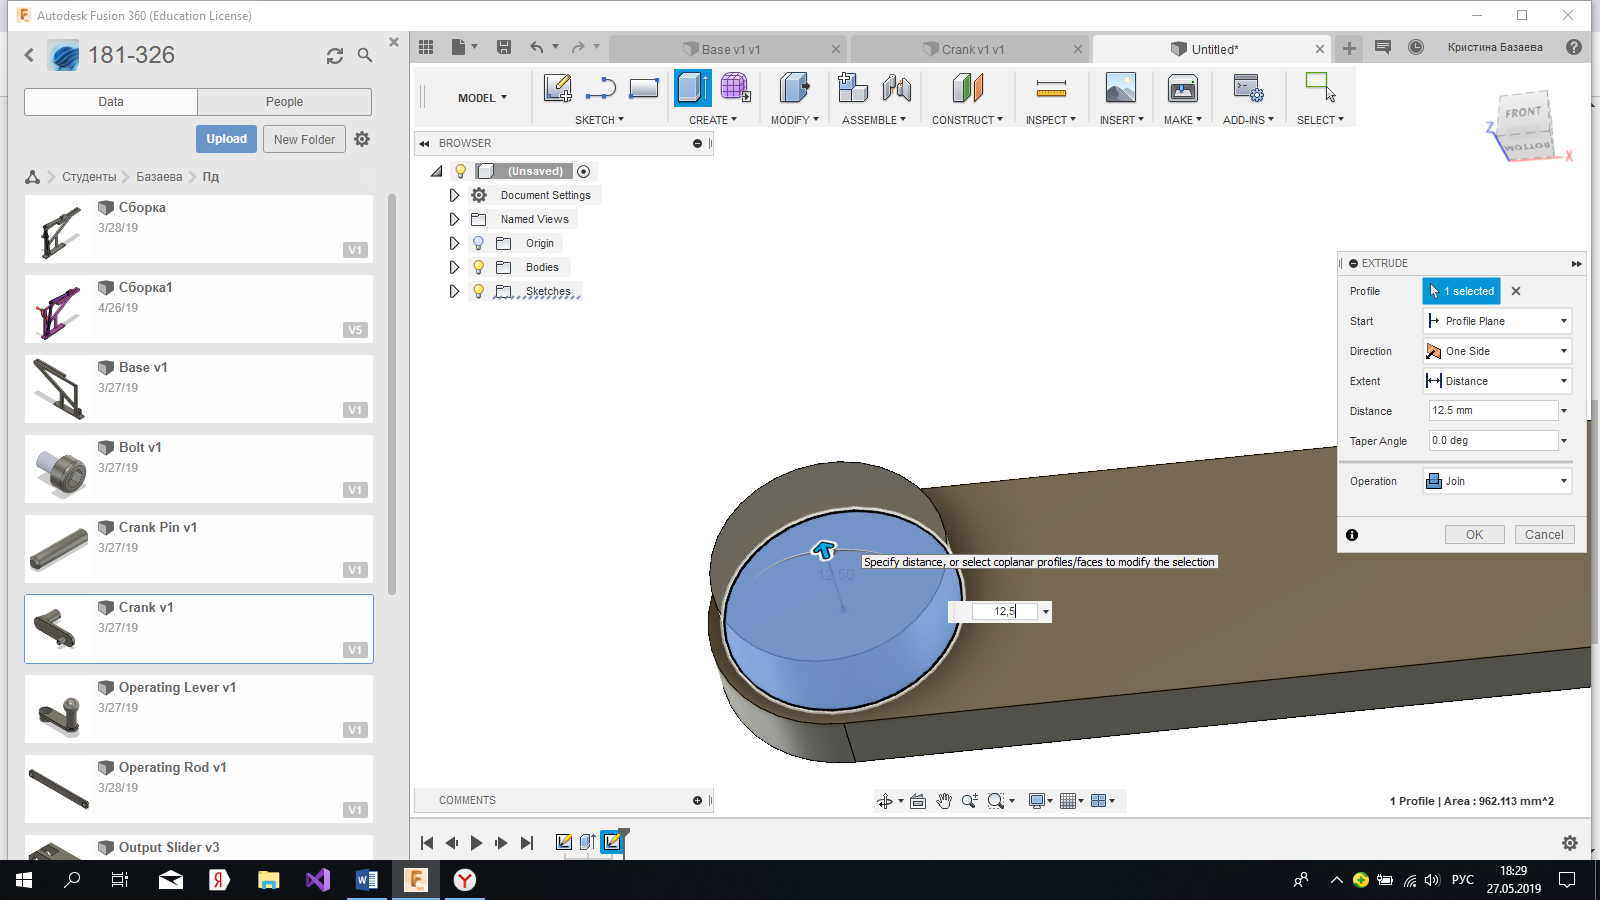 Autodesk Fusion 360 (Education License)
181-326
Data
People
Upload
New Folder
Студенты
Базаева
Пд
Сборка
3/28/19
V1
Сборка1
4/26/19
V5
Base v1
3/27/19
V1
Bolt v1
3/27/19
V1
Crank Pin v1
3/27/19
V1
Crank v1
3/27/19
V1
Operating Lever v1
3/27/19
V1
Operating Rod v1
3/28/19
V1
Output Slider v3
Base v1 v1
Crank v1 v1
Untitled*
Кристина Базаева
MODEL
SKETCH
CREATE
MODIFY
ASSEMBLE
CONSTRUCT
INSPECT
INSERT
MAKE
ADD-INS
SELECT
BROWSER
(Unsaved)
Document Settings
Named Views
Origin
Bodies
Sketches
FRONT
BOTTOM
Z
X
EXTRUDE
Profile
1 selected
Start
Profile Plane
Direction
One Side
Extent
Distance
Distance
12.5 mm
Taper Angle
0.0 deg
Operation
Join
OK
Cancel
Specify distance, or select coplanar profiles/faces to modify the selection
12.50
12,5
COMMENTS
1 Profile | Area : 962.113 mm^2
РУС
18:29
27.05.2019